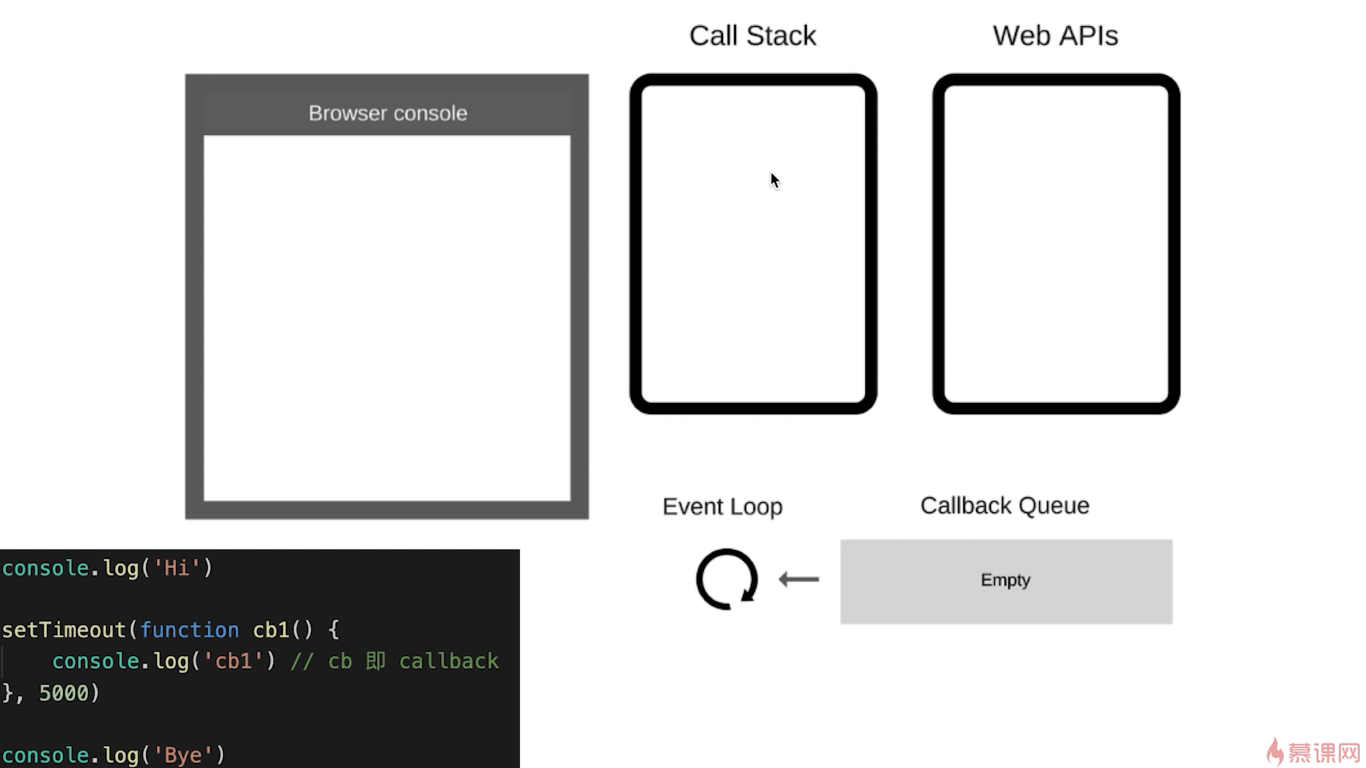 Call Stack
Web APIs
Browser console
Event Loop
Callback Queue
Empty
console.log('Hi')
setTimeout(function cb1() {
    console.log('cb1') // cb 即 callback
}, 5000)
console.log('Bye')
慕课网